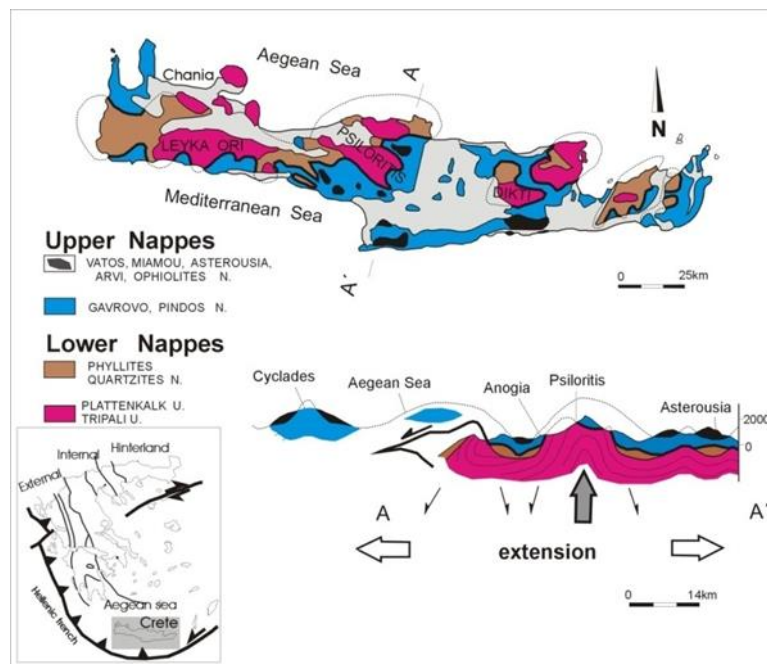 Aegean Sea
Chania
A
N
PSILORITIS
LEYKA ORI
DIKTI
Mediterranean Sea
A'
0 25km
Upper Nappes
VATOS, MIAMOU, ASTEROUSIA,
ARVI, OPHIOLITES N.
GAVROVO, PINDOS N.
Lower Nappes
PHYLLITES
QUARTZITES N.
PLATTENKALK U.
TRIPALI U.
Cyclades
Aegean Sea
Anogia
Psiloritis
Asterousia
2000
0
A
A'
extension
0 14km
Hinterland
Internal
External
Aegean sea
Crete
Hellenic trench